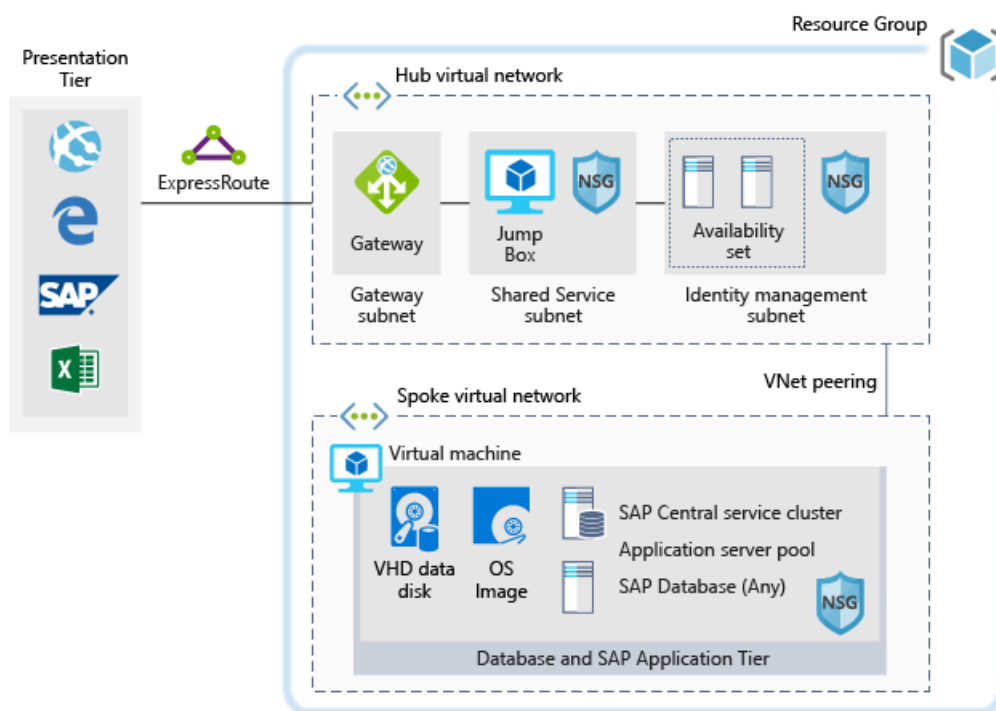 Resource Group
Presentation
Tier
Hub virtual network
ExpressRoute
SAP
X
Gateway
Jump
Box
NSG
Availability
set
NSG
Gateway
subnet
Shared Service
subnet
Identity management
subnet
VNet peering
Spoke virtual network
Virtual machine
VHD data
disk
OS
Image
SAP Central service cluster
Application server pool
SAP Database (Any)
NSG
Database and SAP Application Tier